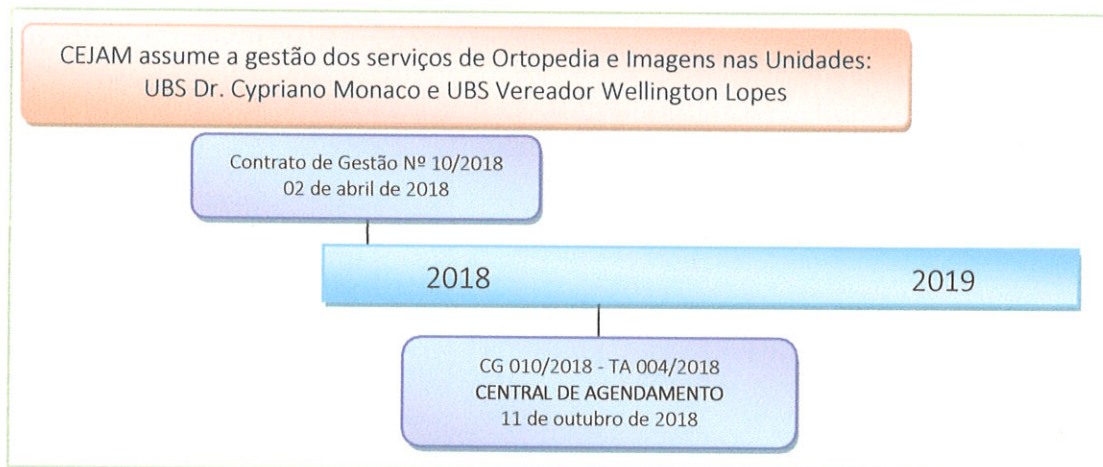 CEJAM assume a gestão dos serviços de Ortopedia e Imagens nas Unidades:
UBS Dr. Cypriano Monaco e UBS Vereador Wellington Lopes
Contrato de Gestão Nº 10/2018
02 de abril de 2018
2018
2019
CG 010/2018 - TA 004/2018
CENTRAL DE AGENDAMENTO
11 de outubro de 2018